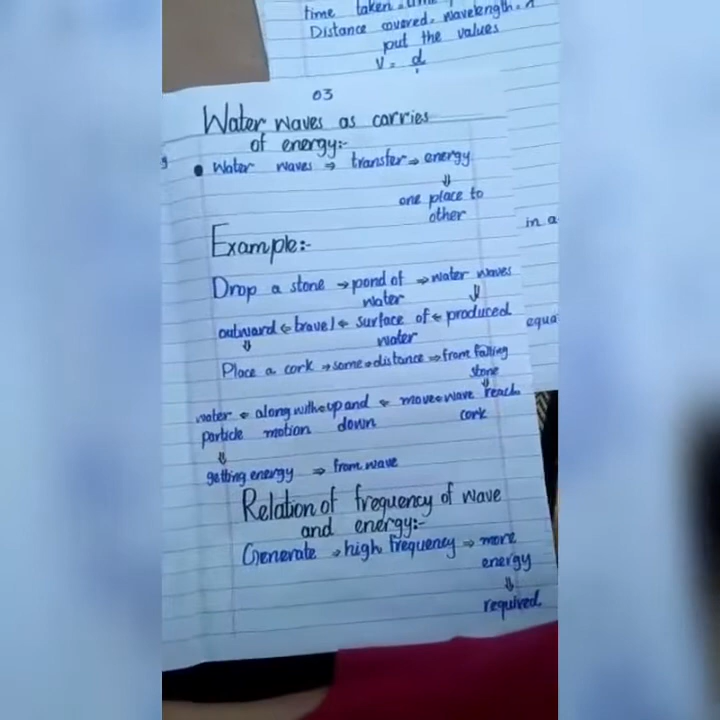 time taken = time
Distance covered = wavelength = λ
put the values
V = d
03
Water waves as carries
of energy:-
• Water waves ⇒ transfer ⇒ energy
⇓
one place to
other
in a
Example:-
Drop a stone → pond of ⇒ water waves
water ⇓
outward ← travel ← surface of ← produced
⇓ water
equa
Place a cork → some → distance ⇒ from falling
stone
⇓
water ← along with ← up and ← move ← wave reach
particle motion down cork
⇓
getting energy ⇒ from wave
Relation of frequency of wave
and energy:-
Generate → high frequency ⇒ more
energy
⇓
required